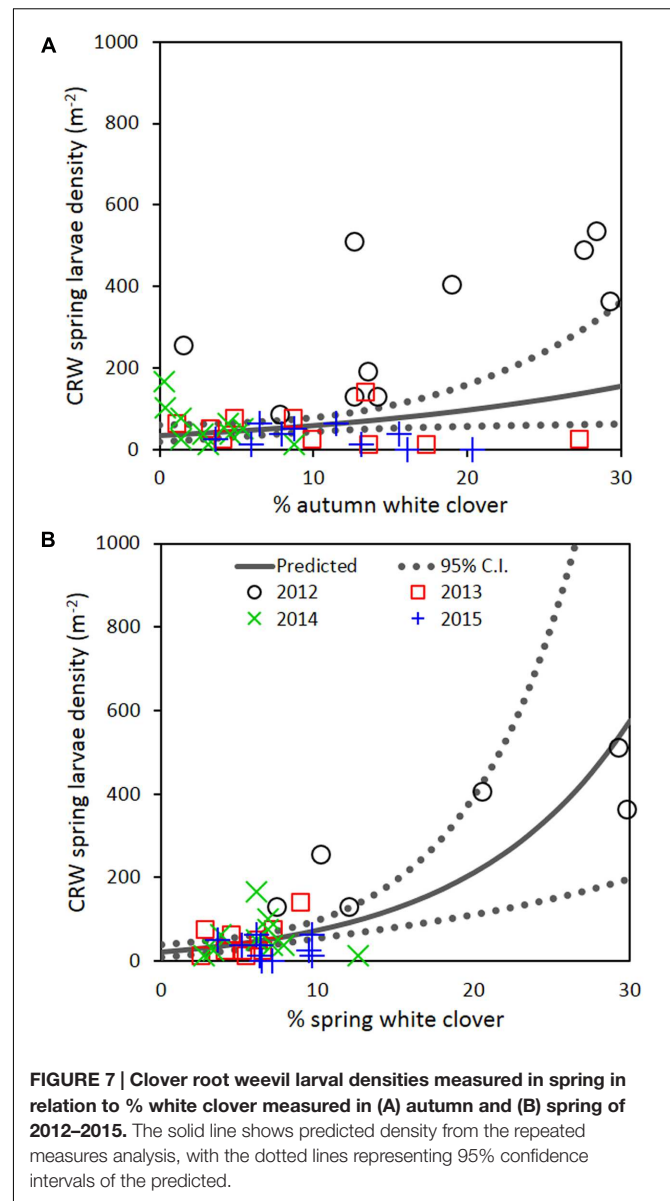 A
1000
800
600
400
200
0
CRW spring larvae density (m⁻²)
0 10 20 30
% autumn white clover
B
1000
800
600
400
200
0
CRW spring larvae density (m⁻²)
Predicted 95% C.I.
2012 2013
2014 2015
0 10 20 30
% spring white clover
FIGURE 7 | Clover root weevil larval densities measured in spring in
relation to % white clover measured in (A) autumn and (B) spring of
2012–2015. The solid line shows predicted density from the repeated
measures analysis, with the dotted lines representing 95% confidence
intervals of the predicted.